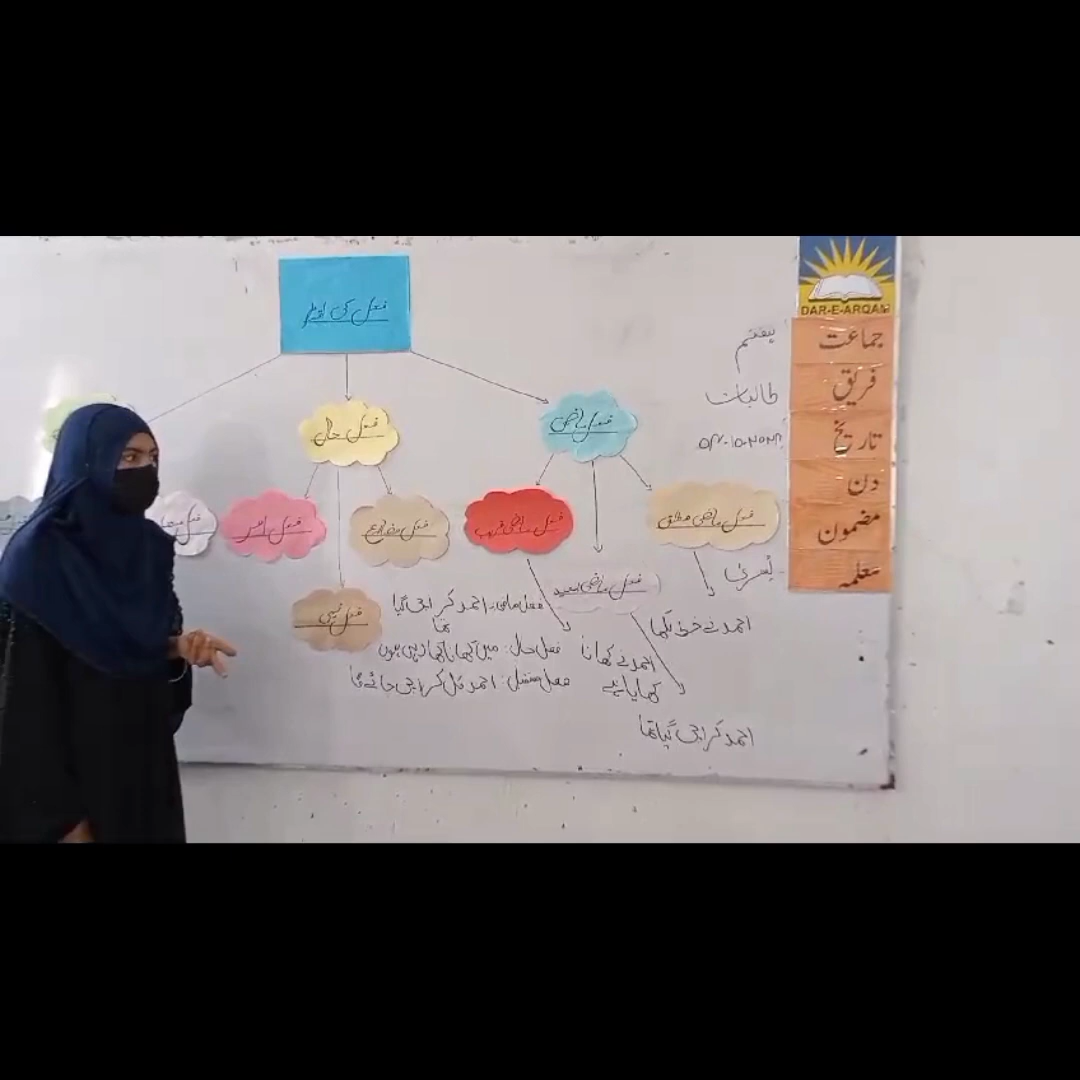 فعل کی اقسام
DAR-E-ARQAM
جماعت ہفتم
فریق طالبات
تاریخ
دن
مضمون
معلمہ بُشریٰ
فعل ماضی
فعل حال
فعل ماضی مطلق
فعل ماضی قریب
فعل مضارع
فعل امر
فعل ماضی بعید
فعل نہی
احمد نے خط لکھا
احمد نے کھانا
کھایا ہے
احمد کراچی گیا تھا
فعل ماضی: احمد کراچی گیا
تھا
فعل حال: میں کھانا کھا رہی ہوں
فعل مستقبل: احمد کل کراچی جائے گا